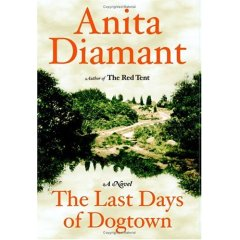 Anita
Diamant
Author of The Red Tent
A Novel
The Last Days
of Dogtown